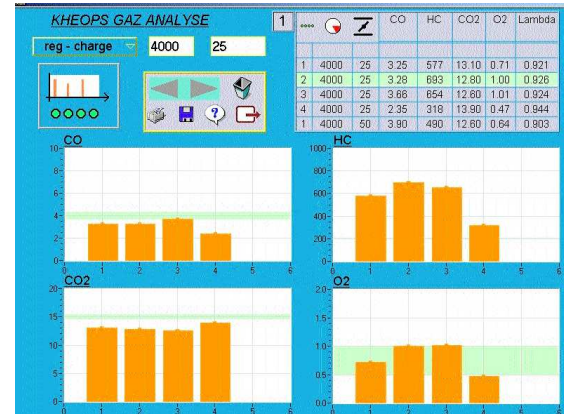 KHEOPS GAZ ANALYSE
reg - charge 4000 25
1 CO HC CO2 O2 Lambda
1 4000 25 3.25 577 13.10 0.71 0.921
2 4000 25 3.28 693 12.80 1.00 0.926
3 4000 25 3.66 654 12.60 1.01 0.924
4 4000 25 2.35 318 13.90 0.47 0.944
1 4000 50 3.90 490 12.60 0.64 0.903
CO
10
8
6
4
2
0
0 1 2 3 4 5 6
HC
1000
800
600
400
200
0
0 1 2 3 4 5 6
CO2
20
15
10
5
0
0 1 2 3 4 5 6
O2
2.0
1.5
1.0
0.5
0.0
0 1 2 3 4 5 6